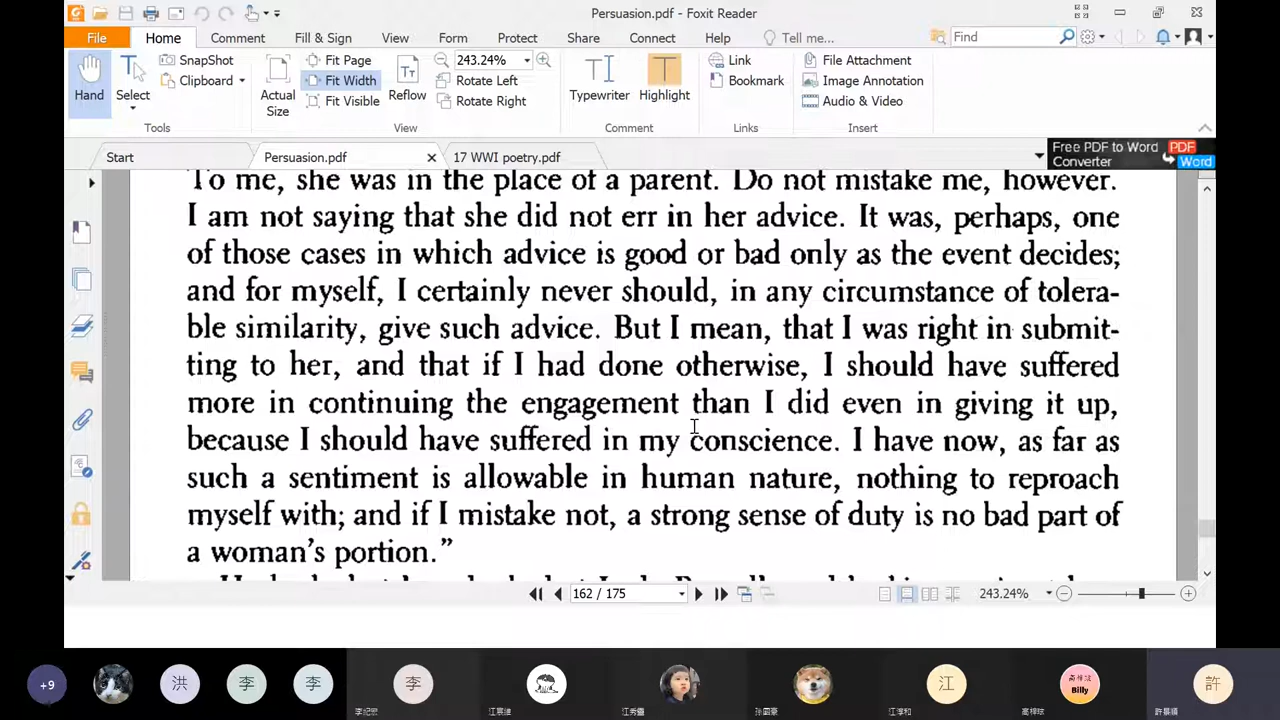 Persuasion.pdf - Foxit Reader
File Home Comment Fill & Sign View Form Protect Share Connect Help Tell me... Find
Hand
Select
SnapShot
Clipboard
Tools
Actual Size
Fit Page
Fit Width
Fit Visible
Reflow
243.24%
Rotate Left
Rotate Right
View
Typewriter
Highlight
Comment
Link
Bookmark
Links
File Attachment
Image Annotation
Audio & Video
Insert
Start Persuasion.pdf 17 WWI poetry.pdf
Free PDF to Word PDF
Converter Word
To me, she was in the place of a parent. Do not mistake me, however.
I am not saying that she did not err in her advice. It was, perhaps, one
of those cases in which advice is good or bad only as the event decides;
and for myself, I certainly never should, in any circumstance of tolera-
ble similarity, give such advice. But I mean, that I was right in submit-
ting to her, and that if I had done otherwise, I should have suffered
more in continuing the engagement than I did even in giving it up,
because I should have suffered in my conscience. I have now, as far as
such a sentiment is allowable in human nature, nothing to reproach
myself with; and if I mistake not, a strong sense of duty is no bad part of
a woman's portion.”
162 / 175 243.24%
+9 洪 李 李 李 江 高梓珹 Billy 許